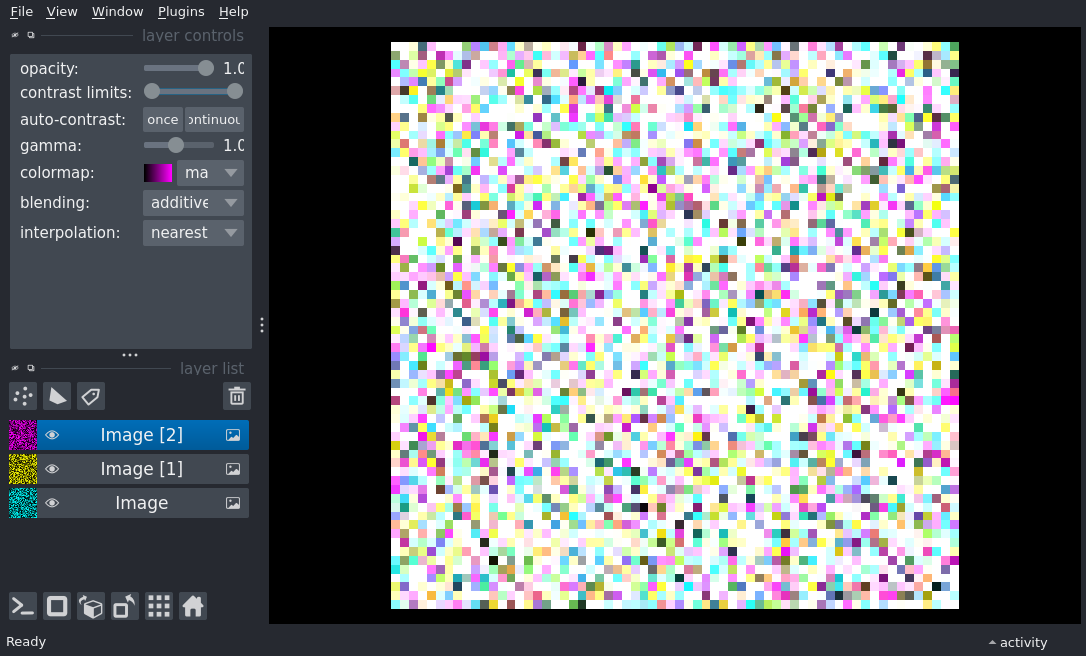 File View Window Plugins Help
layer controls
opacity: 1.0
contrast limits:
auto-contrast: once ontinuou
gamma: 1.0
colormap: ma
blending: additive
interpolation: nearest
layer list
Image [2]
Image [1]
Image
Ready
activity